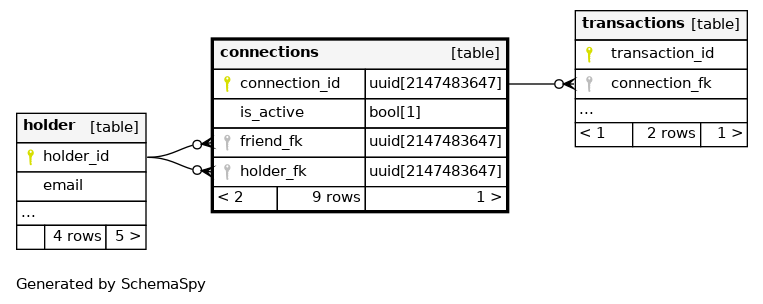 transactions [table]
transaction_id
connection_fk
...
< 1 2 rows 1 >
connections [table]
connection_id uuid[2147483647]
is_active bool[1]
friend_fk uuid[2147483647]
holder_fk uuid[2147483647]
< 2 9 rows 1 >
holder [table]
holder_id
email
...
4 rows 5 >
Generated by SchemaSpy